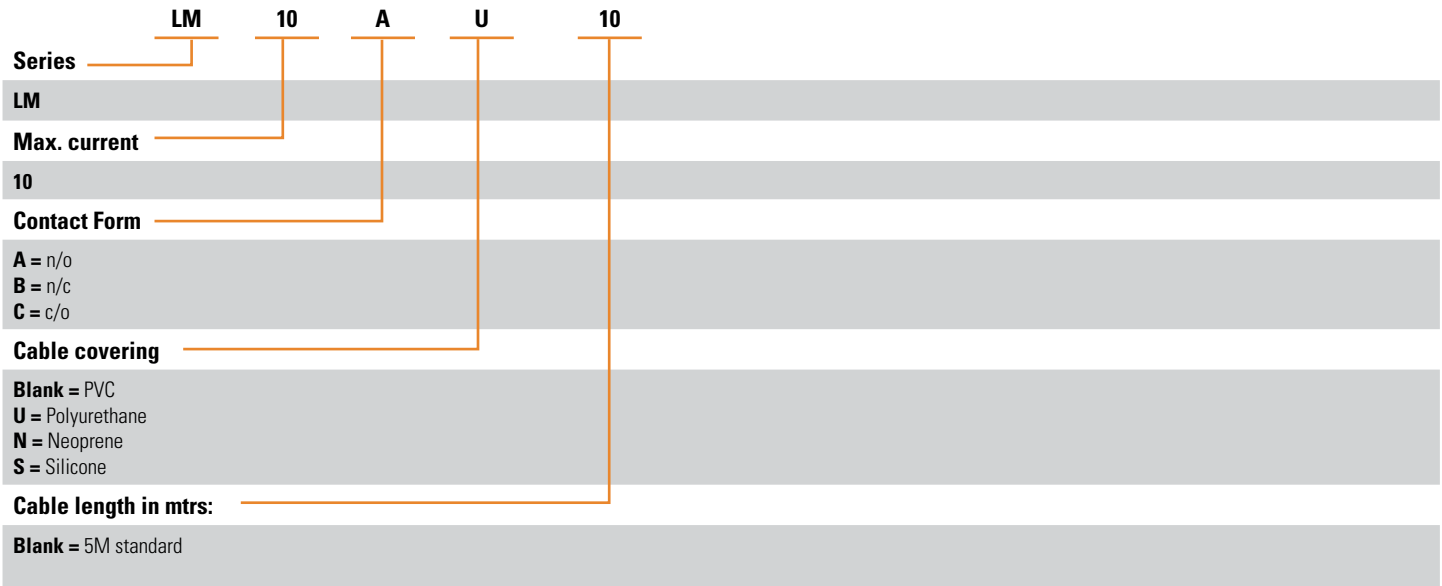 LM 10 A U 10
Series
LM
Max. current
10
Contact Form
A = n/o
B = n/c
C = c/o
Cable covering
Blank = PVC
U = Polyurethane
N = Neoprene
S = Silicone
Cable length in mtrs:
Blank = 5M standard